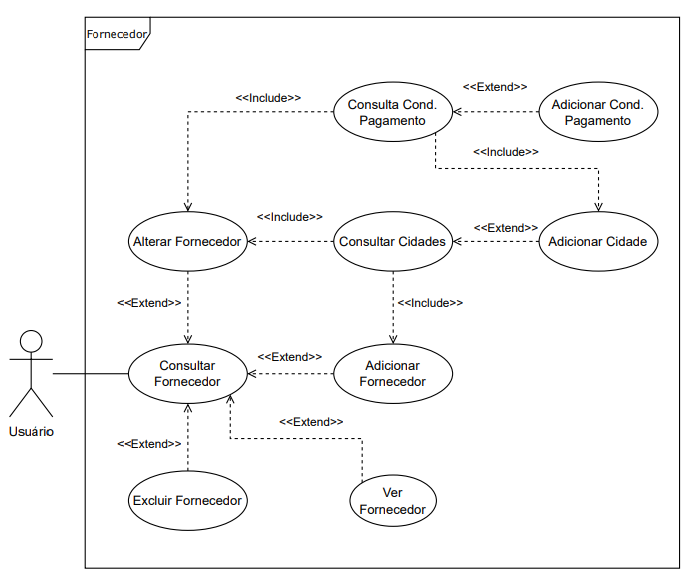 Fornecedor
<<Include>>
Consulta Cond.
Pagamento
<<Extend>>
Adicionar Cond.
Pagamento
<<Include>>
Alterar Fornecedor
<<Include>>
Consultar Cidades
<<Extend>>
Adicionar Cidade
<<Extend>>
<<Include>>
Consultar
Fornecedor
<<Extend>>
Adicionar
Fornecedor
Usuário
<<Extend>>
<<Extend>>
Excluir Fornecedor
Ver
Fornecedor